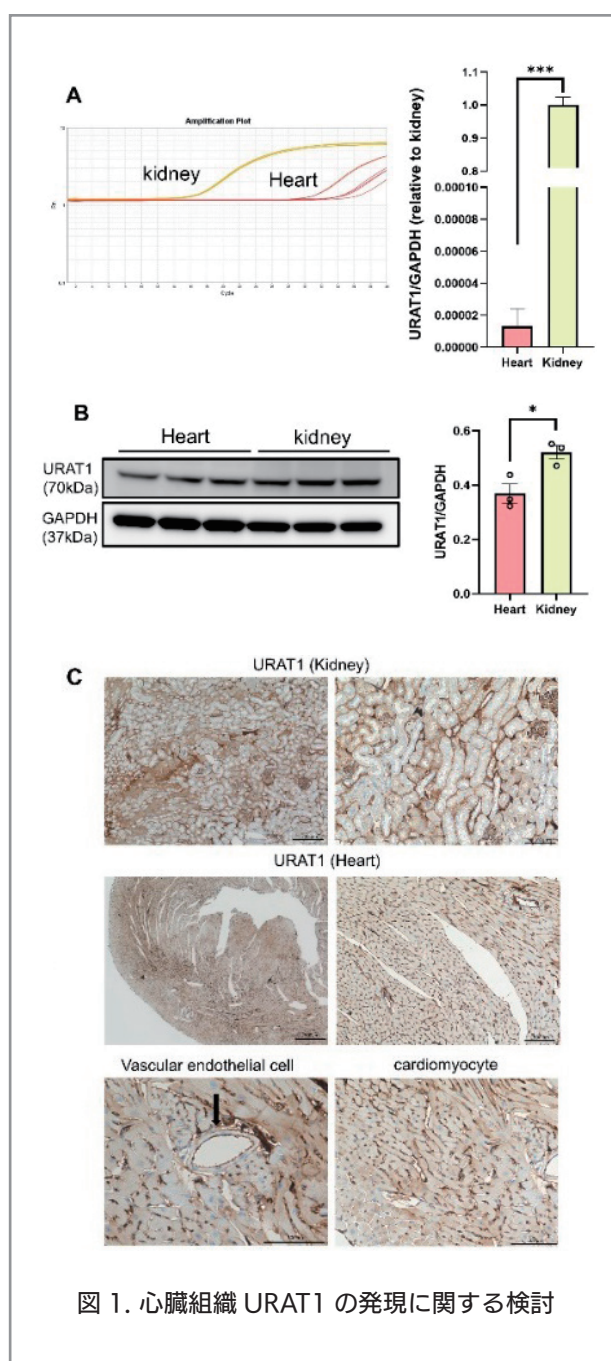 A
Amplification Plot
kidney
Heart
Cycle
***
URAT1/GAPDH (relative to kidney)
1.1
1.0
0.9
0.8
0.00010
0.00008
0.00006
0.00004
0.00002
0.00000
Heart
Kidney
B
Heart
kidney
URAT1
(70kDa)
GAPDH
(37kDa)
*
URAT1/GAPDH
0.6
0.4
0.2
0.0
Heart
Kidney
C
URAT1 (Kidney)
URAT1 (Heart)
Vascular endothelial cell
cardiomyocyte
図 1. 心臓組織 URAT1 の発現に関する検討